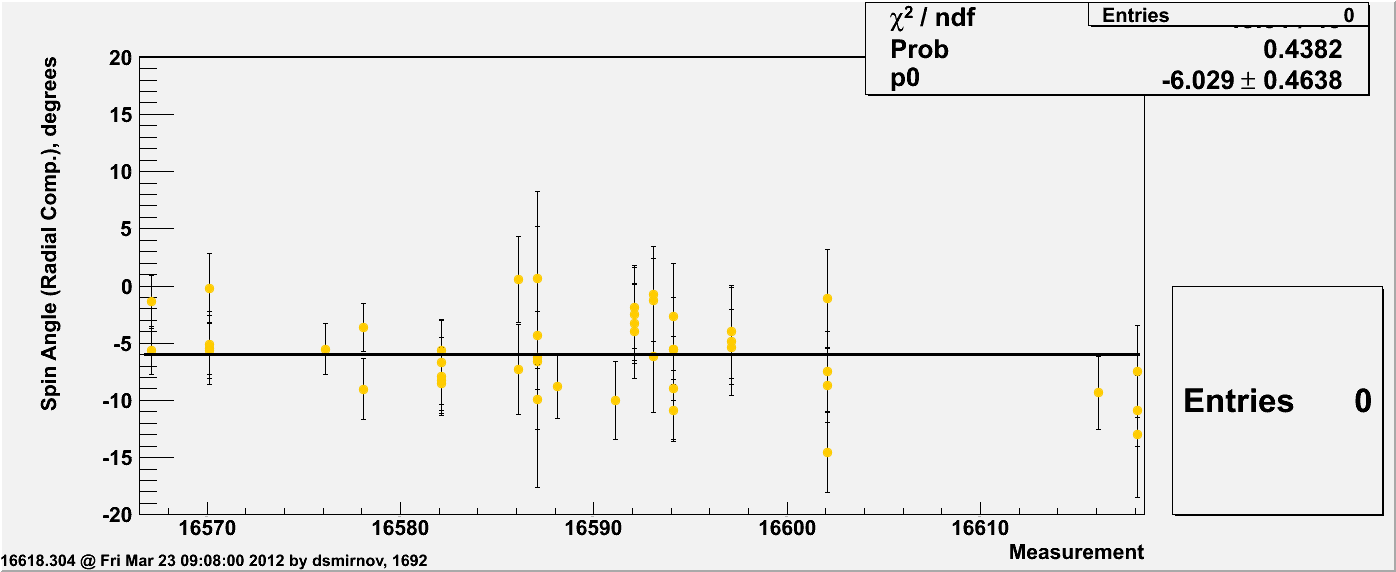 χ² / ndf
Entries 0
Prob 0.4382
p0 -6.029 ± 0.4638
Spin Angle (Radial Comp.), degrees
20
15
10
5
0
-5
-10
-15
-20
16570 16580 16590 16600 16610
Measurement
Entries 0
16618.304 @ Fri Mar 23 09:08:00 2012 by dsmirnov, 1692